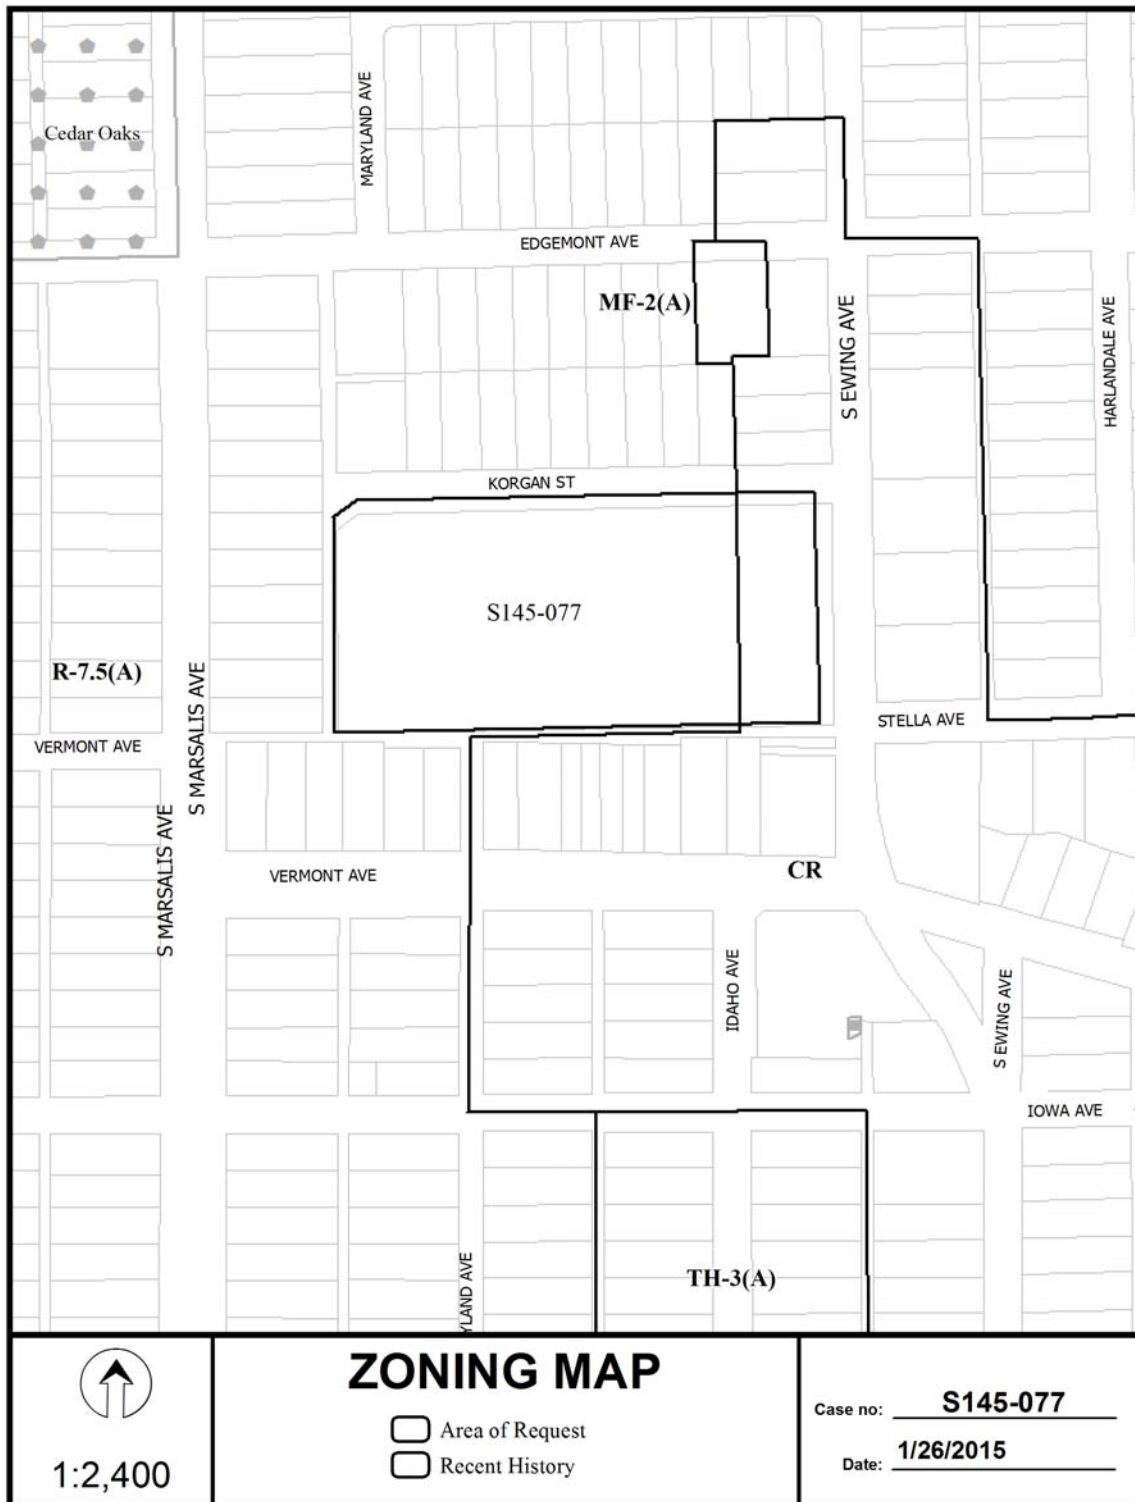 Cedar Oaks
MARYLAND AVE
EDGEMONT AVE
MF-2(A)
S EWING AVE
HARLANDALE AVE
KORGAN ST
S145-077
R-7.5(A)
S MARSALIS AVE
STELLA AVE
VERMONT AVE
S MARSALIS AVE
VERMONT AVE
CR
IDAHO AVE
S EWING AVE
IOWA AVE
YLAND AVE
TH-3(A)
1:2,400
ZONING MAP
Area of Request
Recent History
Case no: S145-077
Date: 1/26/2015